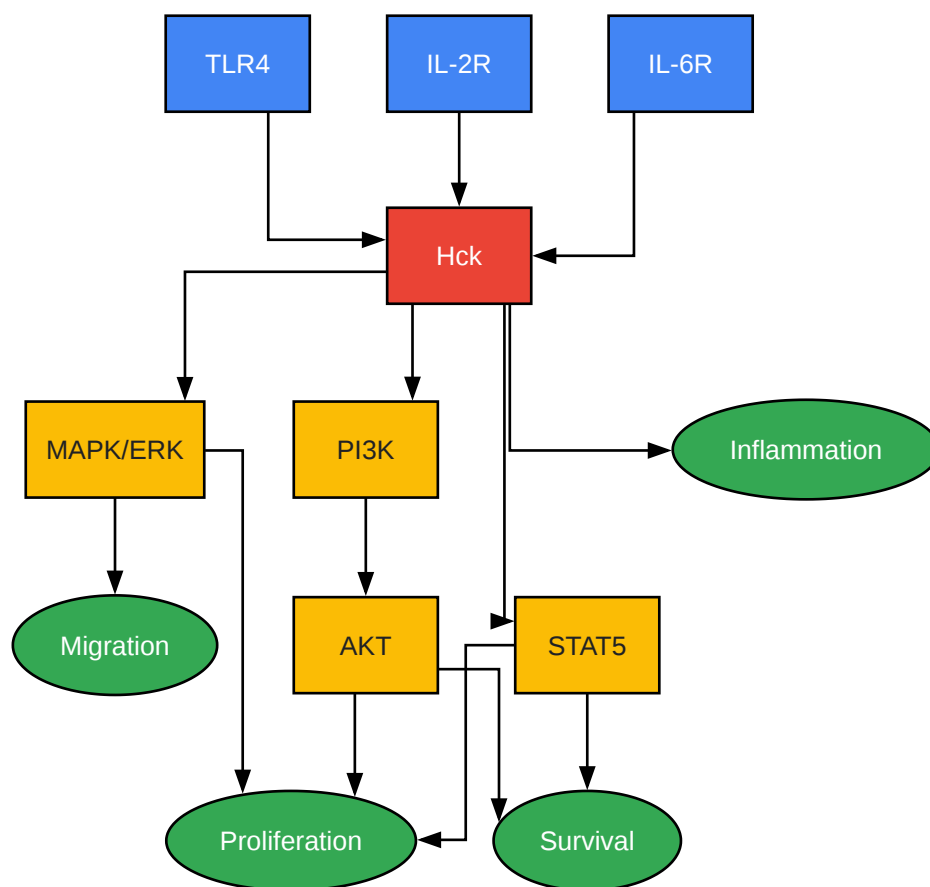 TLR4
IL-2R
IL-6R
Hck
MAPK/ERK
PI3K
Inflammation
Migration
AKT
STAT5
Proliferation
Survival